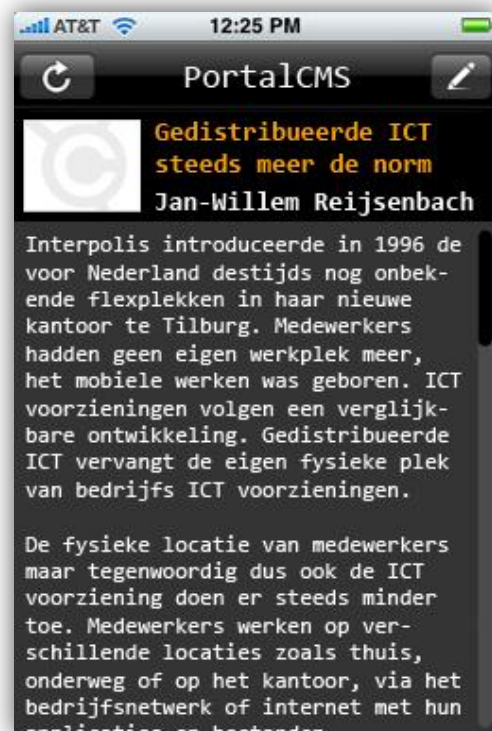 AT&T 12:25 PM
PortalCMS
Gedistribueerde ICT
steeds meer de norm
Jan-Willem Reijsenbach
Interpolis introduceerde in 1996 de
voor Nederland destijds nog onbek-
ende flexplekken in haar nieuwe
kantoor te Tilburg. Medewerkers
hadden geen eigen werkplek meer,
het mobiele werken was geboren. ICT
voorzieningen volgen een verglijk-
bare ontwikkeling. Gedistribueerde
ICT vervangt de eigen fysieke plek
van bedrijfs ICT voorzieningen.
De fysieke locatie van medewerkers
maar tegenwoordig dus ook de ICT
voorziening doen er steeds minder
toe. Medewerkers werken op ver-
schillende locaties zoals thuis,
onderweg of op het kantoor, via het
bedrijfsnetwerk of internet met hun